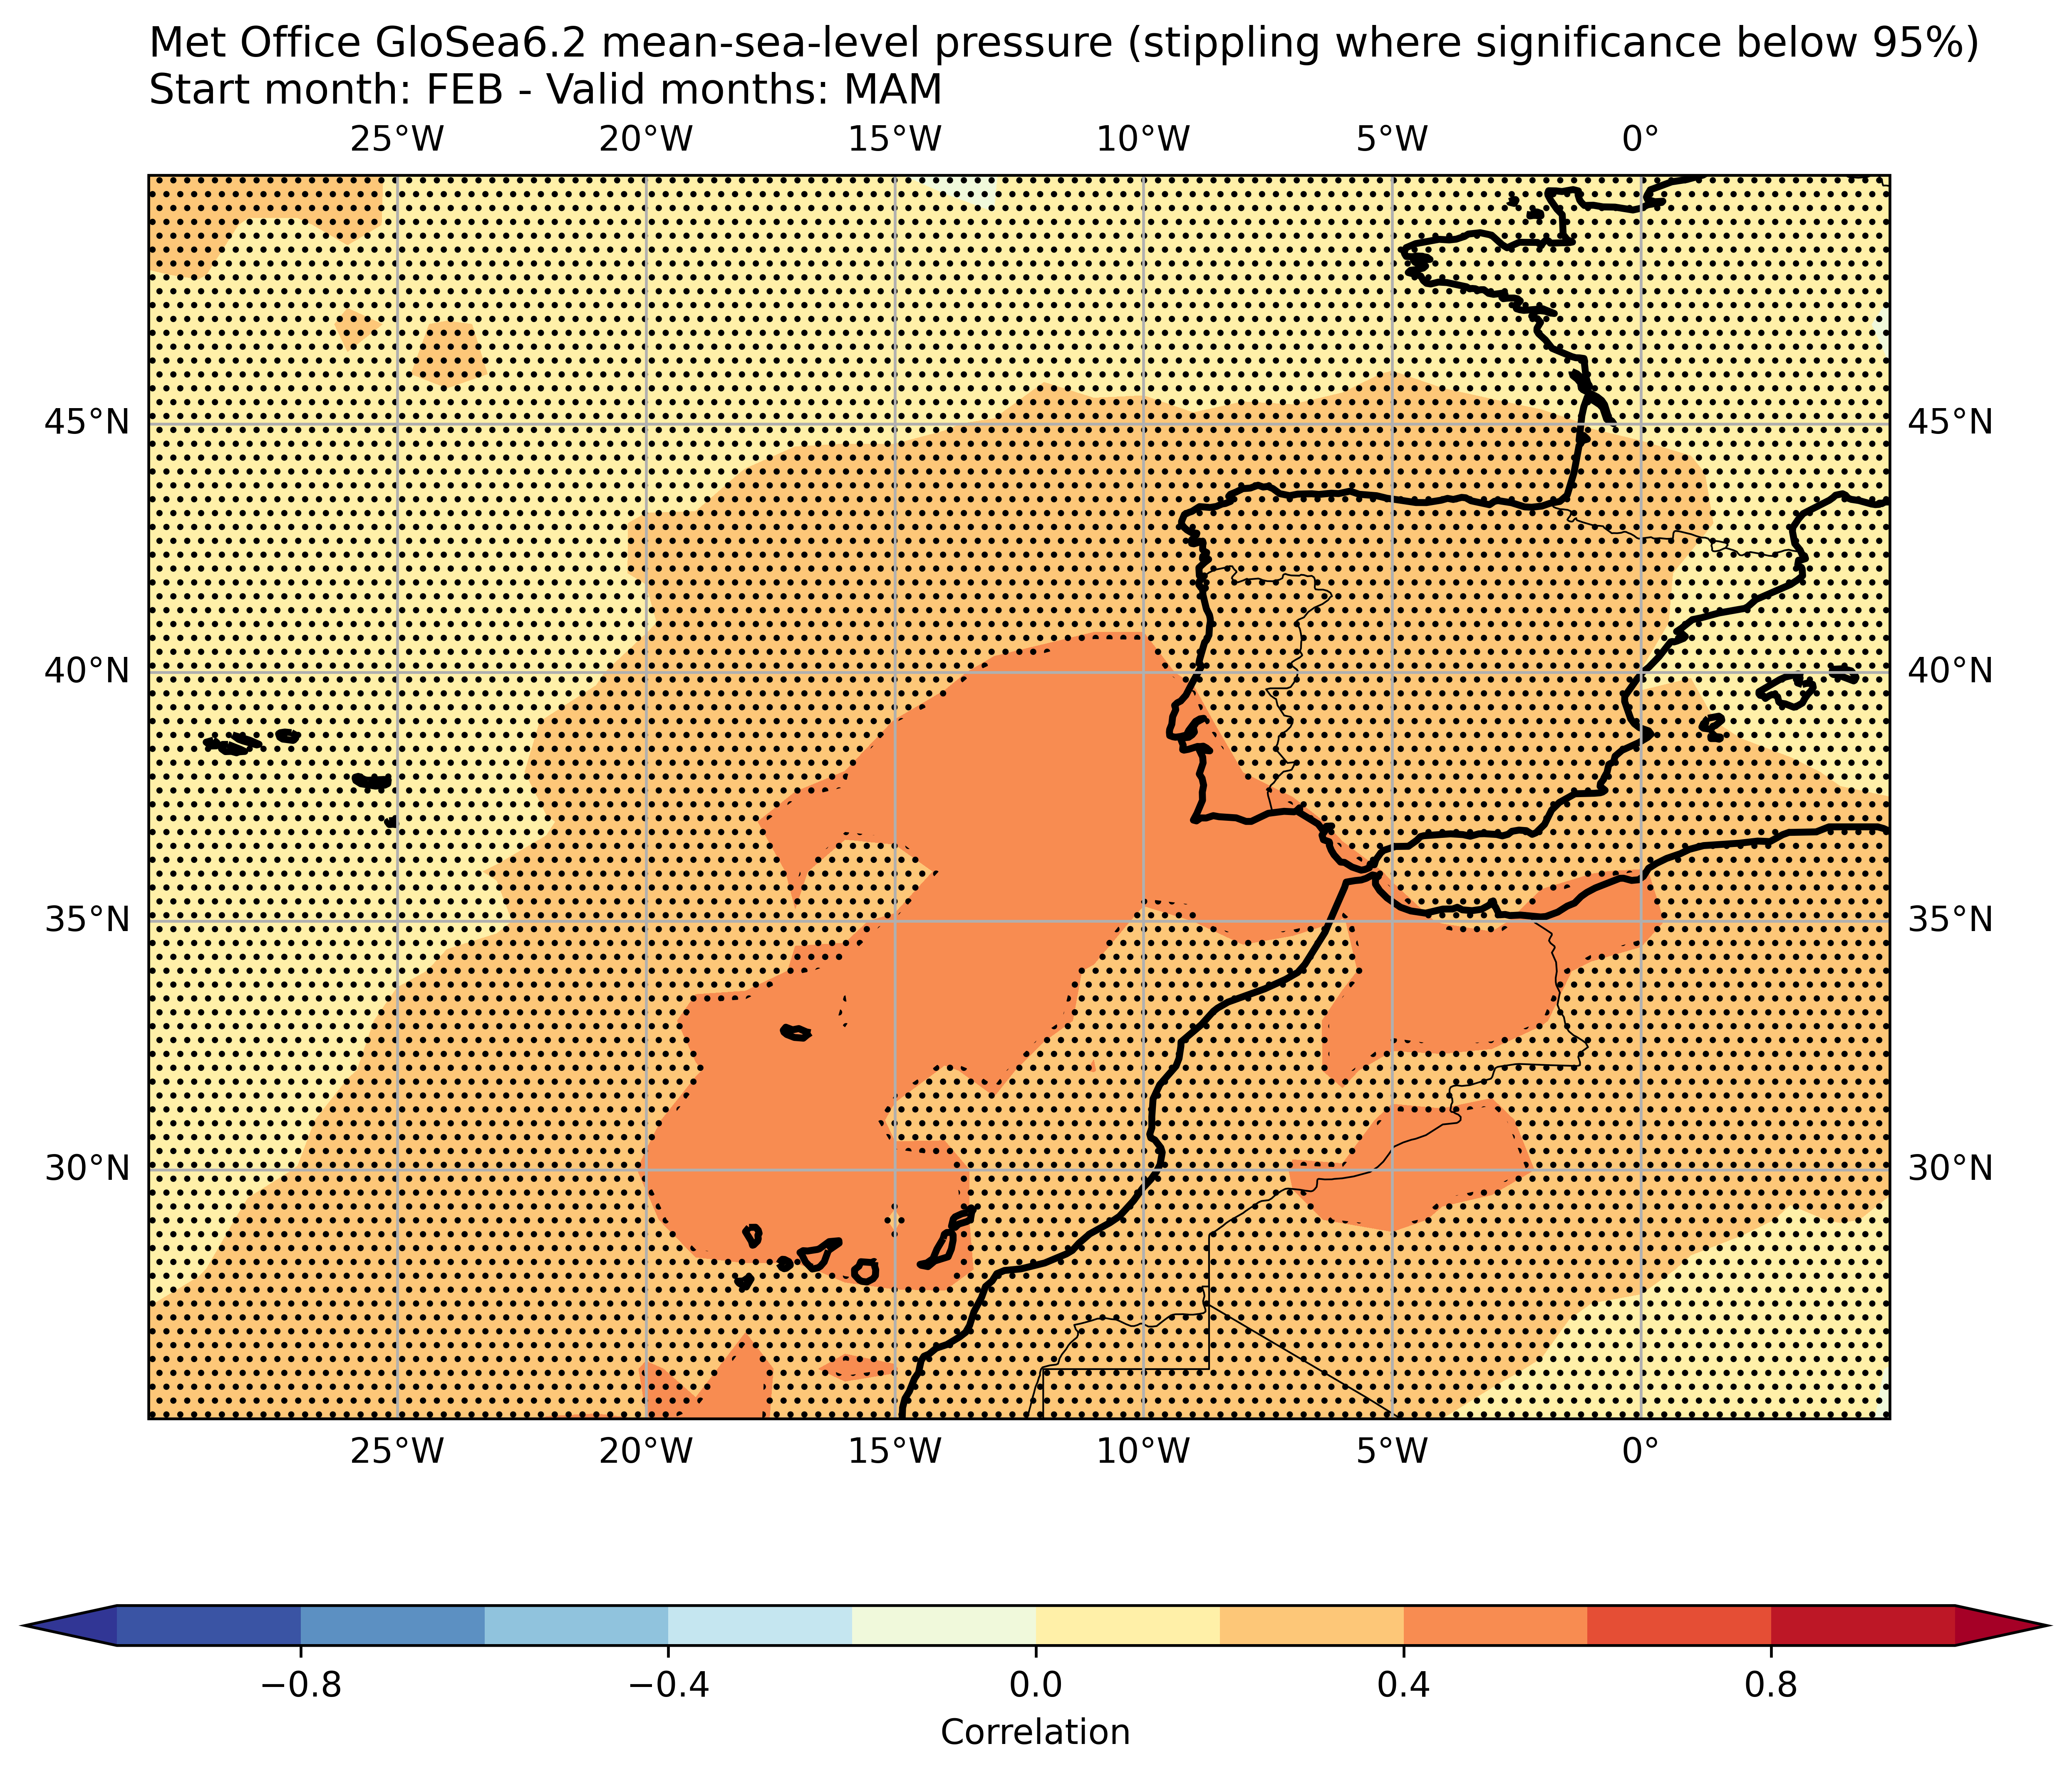 Met Office GloSea6.2 mean-sea-level pressure (stippling where significance below 95%)
Start month: FEB - Valid months: MAM
25°W 20°W 15°W 10°W 5°W 0°
45°N 45°N
40°N 40°N
35°N 35°N
30°N 30°N
25°W 20°W 15°W 10°W 5°W 0°
−0.8 −0.4 0.0 0.4 0.8
Correlation